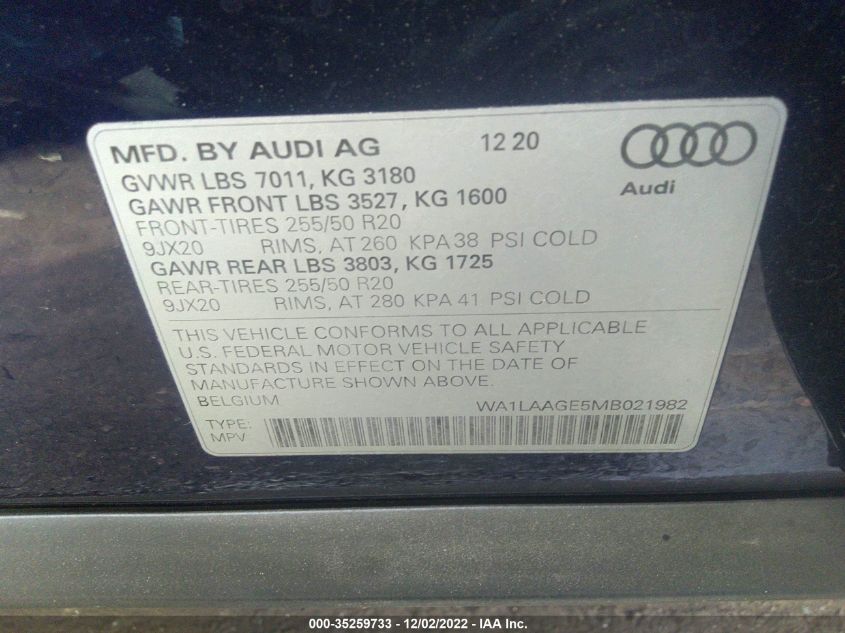 MFD. BY AUDI AG 12 20
Audi
GVWR LBS 7011, KG 3180
GAWR FRONT LBS 3527, KG 1600
FRONT-TIRES 255/50 R20
9JX20 RIMS, AT 260 KPA 38 PSI COLD
GAWR REAR LBS 3803, KG 1725
REAR-TIRES 255/50 R20
9JX20 RIMS, AT 280 KPA 41 PSI COLD
THIS VEHICLE CONFORMS TO ALL APPLICABLE
U.S. FEDERAL MOTOR VEHICLE SAFETY
STANDARDS IN EFFECT ON THE DATE OF
MANUFACTURE SHOWN ABOVE.
BELGIUM WA1LAAGE5MB021982
TYPE:
MPV
000-35259733 - 12/02/2022 - IAA Inc.